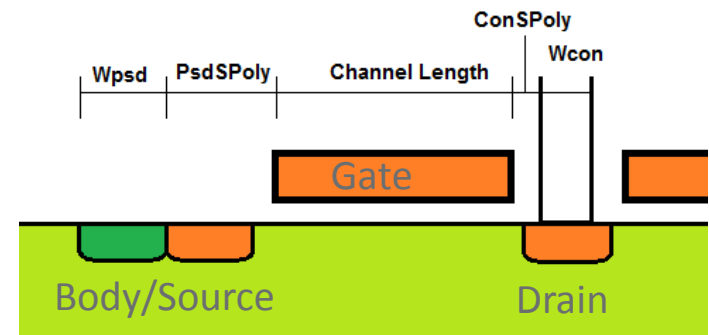 ConSPoly
Wcon
Wpsd PsdSPoly Channel Length
Gate
Body/Source Drain